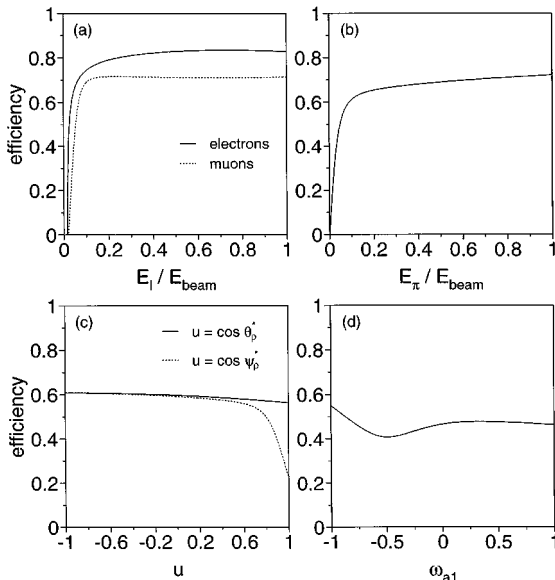 (a)
(b)
efficiency
1
0.8
0.6
0.4
0.2
0
electrons
muons
0 0.2 0.4 0.6 0.8 1
E_l / E_beam
1
0.8
0.6
0.4
0.2
0
0 0.2 0.4 0.6 0.8 1
E_π / E_beam
(c)
(d)
efficiency
1
0.8
0.6
0.4
0.2
0
u = cos θ*_ρ
u = cos ψ*_ρ
-1 -0.6 -0.2 0.2 0.6 1
u
1
0.8
0.6
0.4
0.2
0
-1 -0.5 0 0.5 1
ω_a1